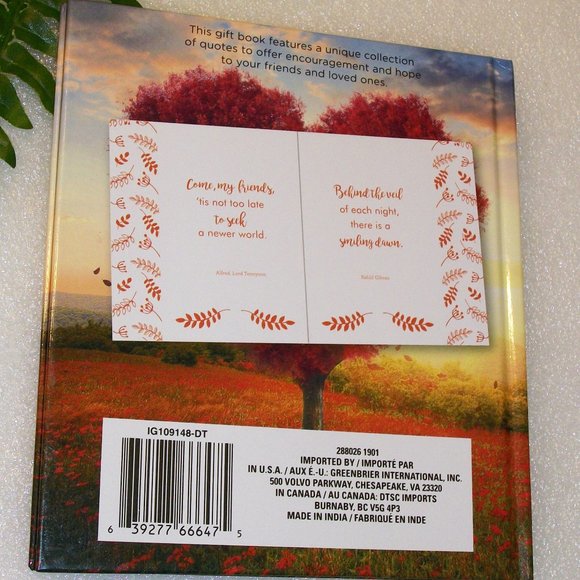 This gift book features a unique collection
of quotes to offer encouragement and hope
to your friends and loved ones.
Come, my friends,
'tis not too late
to seek
a newer world.
Alfred, Lord Tennyson
Behind the veil
of each night,
there is a
smiling dawn.
Kahlil Gibran
IG109148-DT
6 39277 66647 5
288026 1901
IMPORTED BY / IMPORTÉ PAR
IN U.S.A. / AUX É.-U.: GREENBRIER INTERNATIONAL, INC.
500 VOLVO PARKWAY, CHESAPEAKE, VA 23320
IN CANADA / AU CANADA: DTSC IMPORTS
BURNABY, BC V5G 4P3
MADE IN INDIA / FABRIQUÉ EN INDE